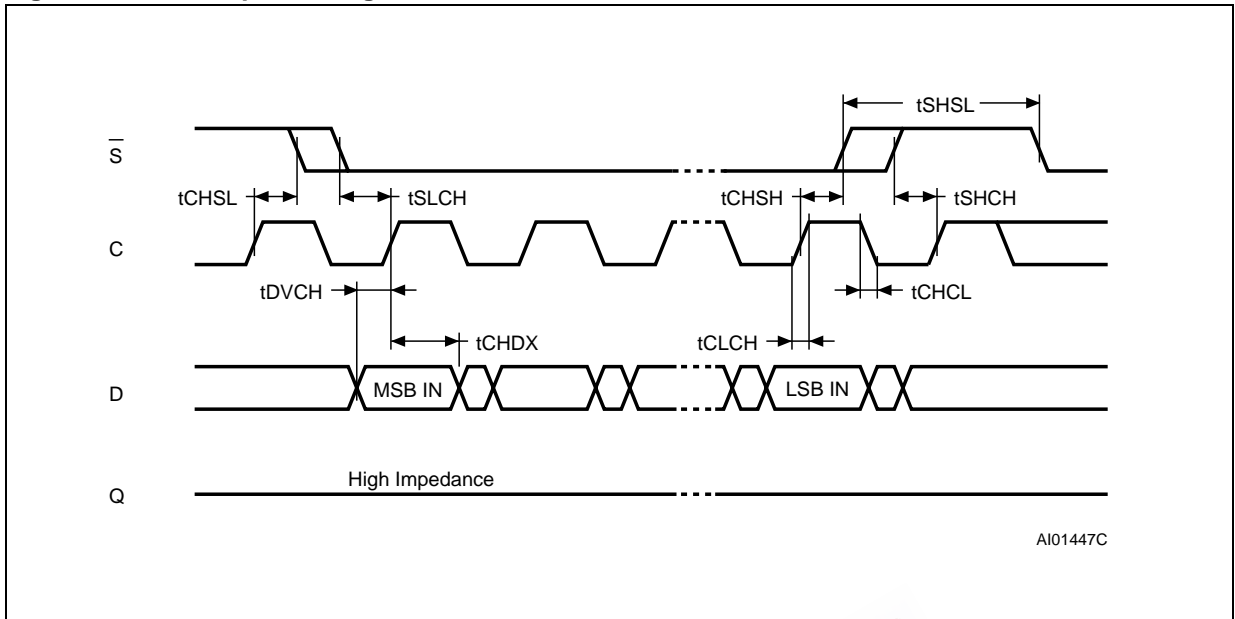 tSHSL
S̅
tCHSL tSLCH tCHSH tSHCH
C
tDVCH tCHCL
tCHDX tCLCH
D MSB IN LSB IN
High Impedance
Q
AI01447C